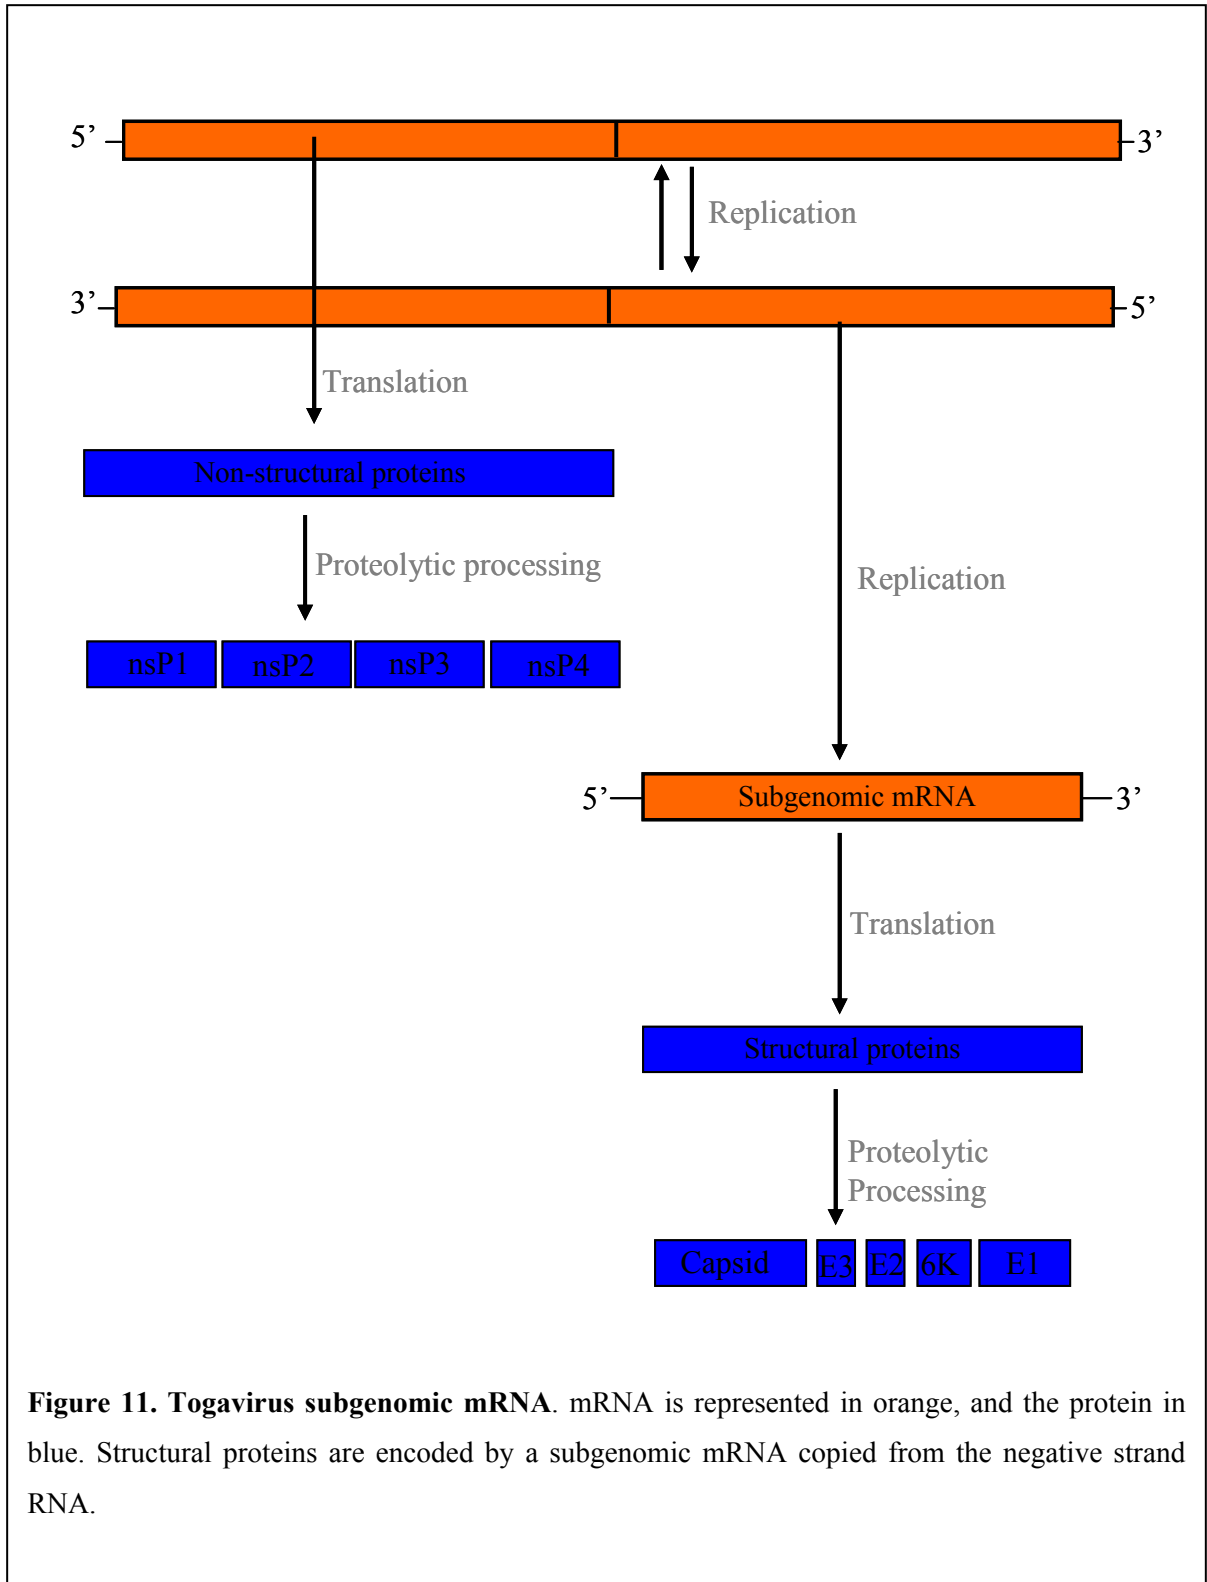 5’
3’
Replication
3’
5’
Translation
Non-structural proteins
Proteolytic processing
Replication
nsP1 nsP2 nsP3 nsP4
5’
Subgenomic mRNA
3’
Translation
Structural proteins
Proteolytic
Processing
Capsid E3 E2 6K E1
Figure 11. Togavirus subgenomic mRNA. mRNA is represented in orange, and the protein in
blue. Structural proteins are encoded by a subgenomic mRNA copied from the negative strand
RNA.